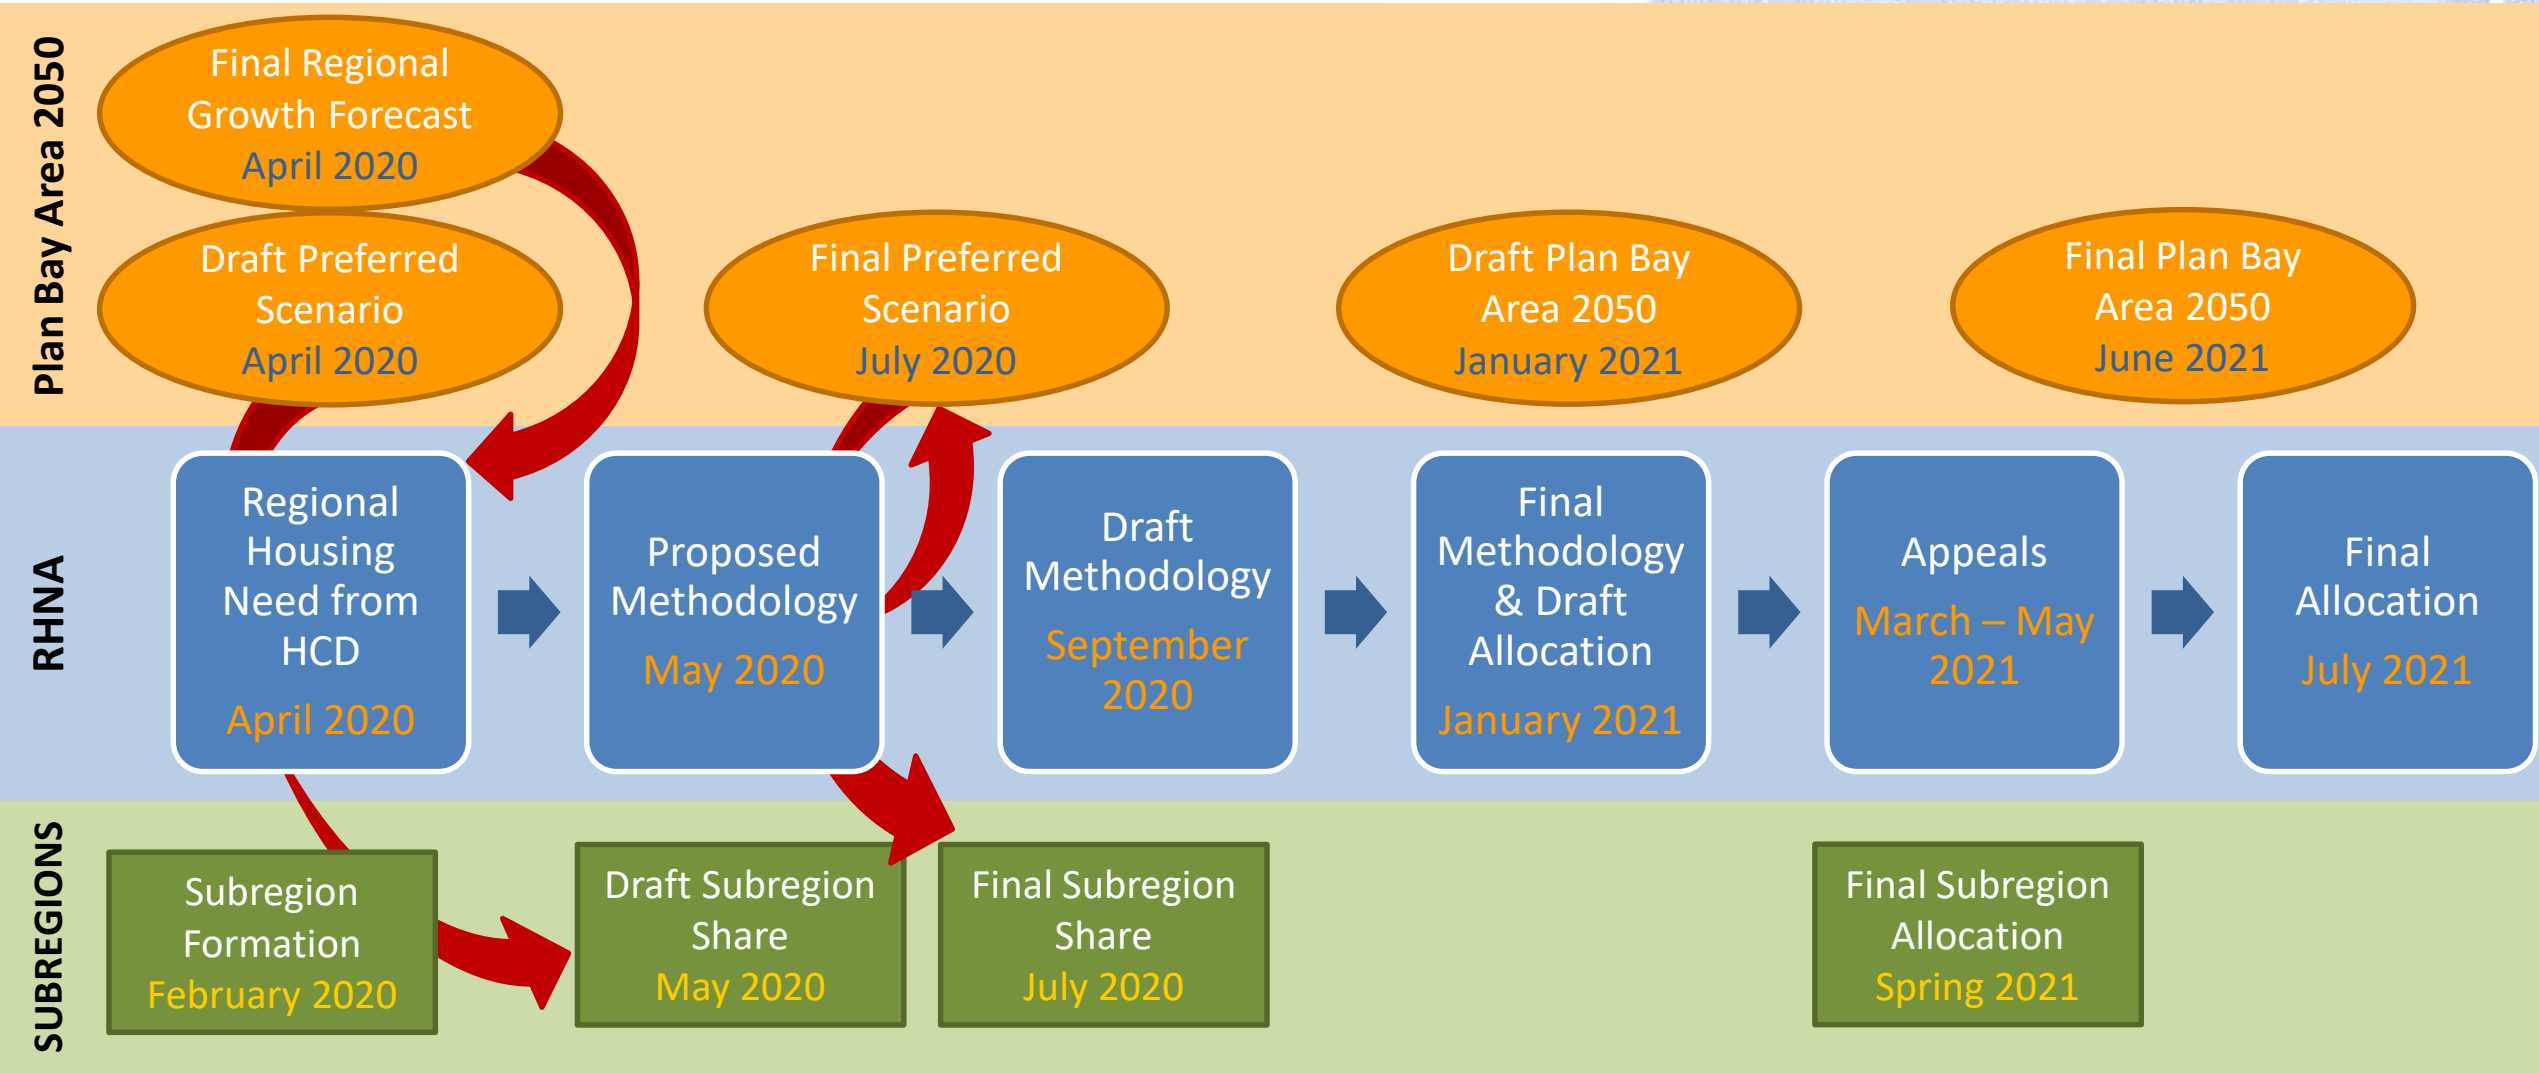 Plan Bay Area 2050
Final Regional
Growth Forecast
April 2020
Draft Preferred
Scenario
April 2020
Final Preferred
Scenario
July 2020
Draft Plan Bay
Area 2050
January 2021
Final Plan Bay
Area 2050
June 2021
RHNA
Regional
Housing
Need from
HCD
April 2020
Proposed
Methodology
May 2020
Draft
Methodology
September
2020
Final
Methodology
& Draft
Allocation
January 2021
Appeals
March – May
2021
Final
Allocation
July 2021
SUBREGIONS
Subregion
Formation
February 2020
Draft Subregion
Share
May 2020
Final Subregion
Share
July 2020
Final Subregion
Allocation
Spring 2021